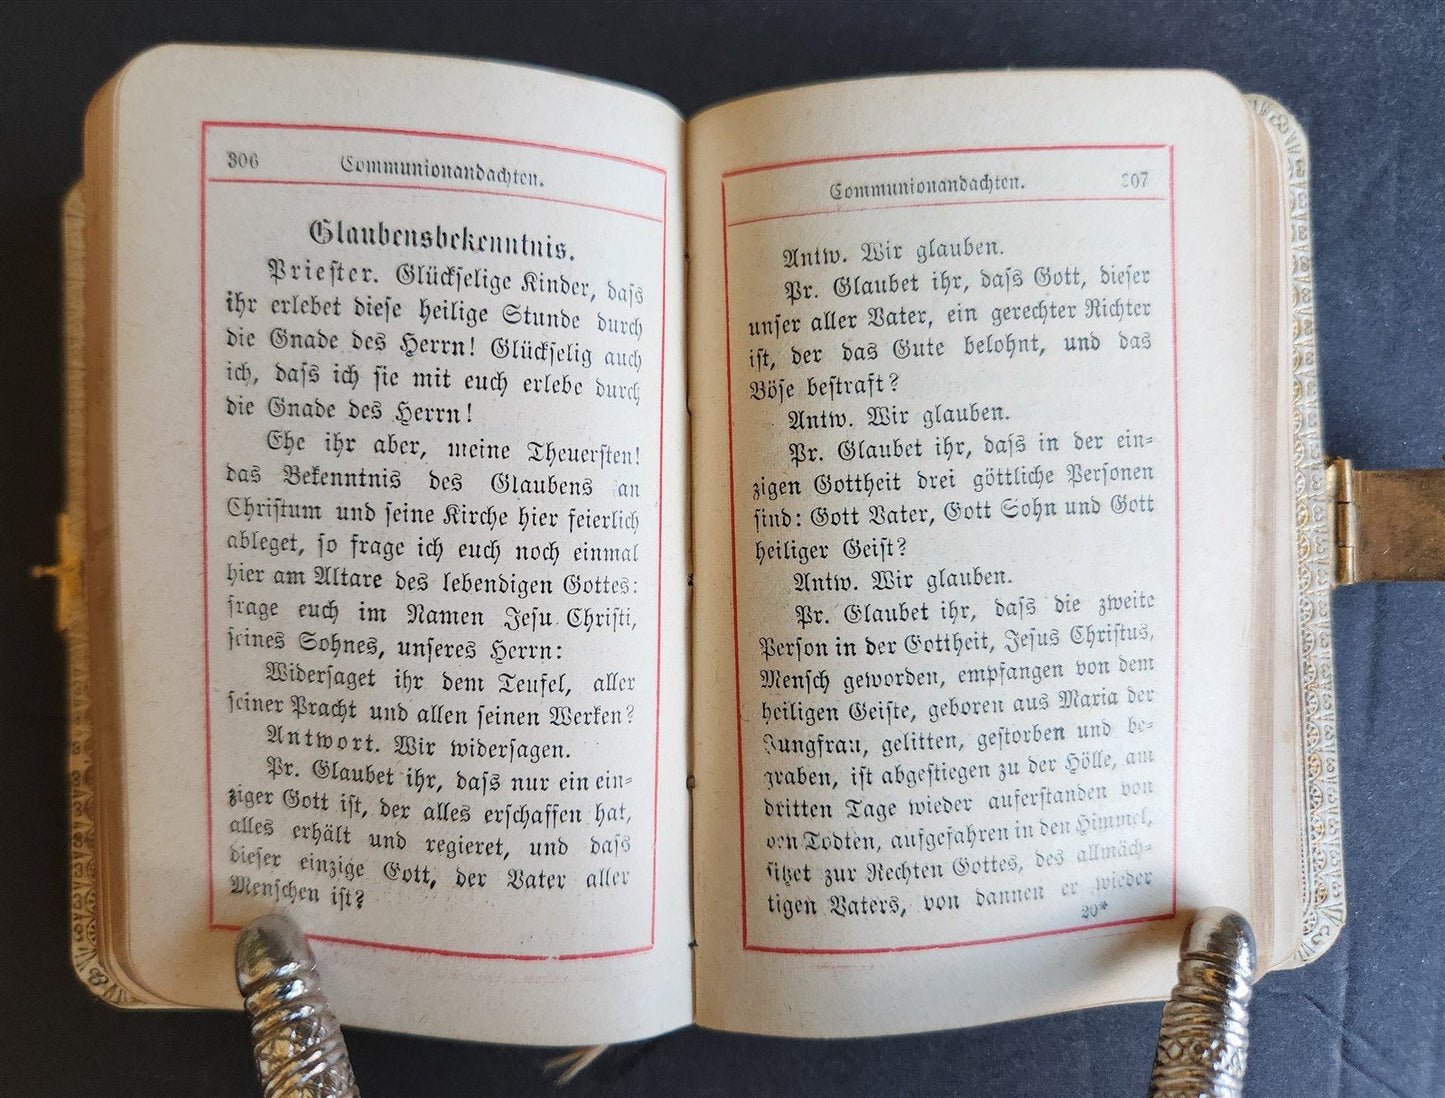 306 Communionandachten.
Glaubensbekenntnis.
Priester. Glückselige Kinder, daſs
ihr erlebet dieſe heilige Stunde durch
die Gnade des Herrn! Glückſelig auch
ich, daſs ich ſie mit euch erlebe durch
die Gnade des Herrn!
Ehe ihr aber, meine Theuerſten!
das Bekenntnis des Glaubens an
Chriſtum und ſeine Kirche hier feierlich
ableget, ſo frage ich euch noch einmal
hier am Altare des lebendigen Gottes:
frage euch im Namen Jeſu Chriſti,
ſeines Sohnes, unſeres Herrn:
Widerſaget ihr dem Teufel, aller
ſeiner Pracht und allen ſeinen Werken?
Antwort. Wir widerſagen.
Pr. Glaubet ihr, daſs nur ein ein-
ziger Gott iſt, der alles erſchaffen hat,
alles erhält und regieret, und daſs
dieſer einzige Gott, der Vater aller
Menſchen iſt?
Communionandachten. 307
Antw. Wir glauben.
Pr. Glaubet ihr, daſs Gott, dieſer
unſer aller Vater, ein gerechter Richter
iſt, der das Gute belohnt, und das
Böſe beſtraft?
Antw. Wir glauben.
Pr. Glaubet ihr, daſs in der ein-
zigen Gottheit drei göttliche Perſonen
ſind: Gott Vater, Gott Sohn und Gott
heiliger Geiſt?
Antw. Wir glauben.
Pr. Glaubet ihr, daſs die zweite
Perſon in der Gottheit, Jeſus Chriſtus,
Menſch geworden, empfangen von dem
heiligen Geiſte, geboren aus Maria der
Jungfrau, gelitten, geſtorben und be-
graben, iſt abgeſtiegen zu der Hölle, am
dritten Tage wieder auferſtanden von
den Todten, aufgefahren in den Himmel,
ſitzet zur Rechten Gottes, des allmäch-
tigen Vaters, von dannen er wieder
20*